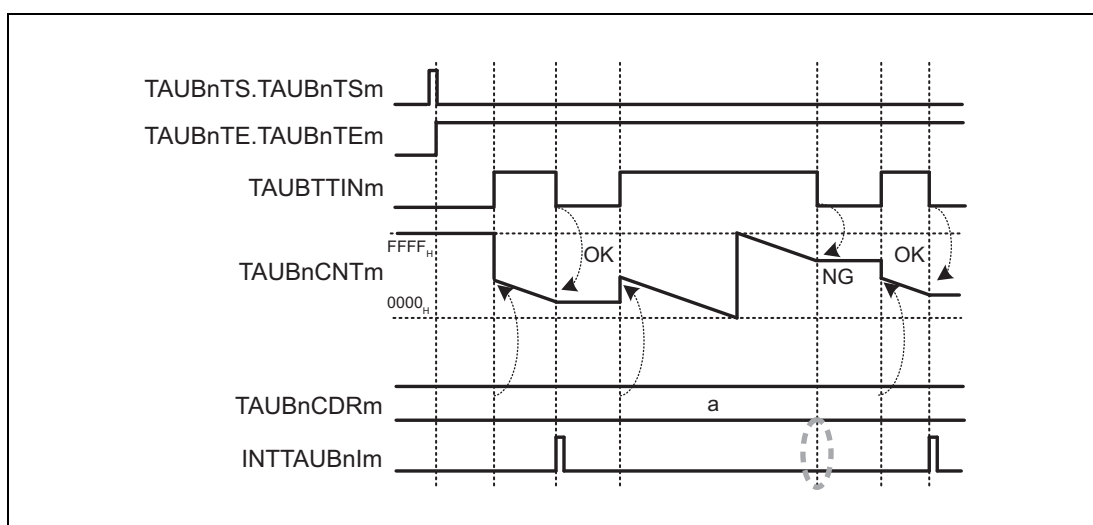 TAUBnTS.TAUBnTSm
TAUBnTE.TAUBnTEm
TAUBTTINm
FFFFH
OK
OK
TAUBnCNTm
NG
0000H
TAUBnCDRm
a
INTTAUBnIm